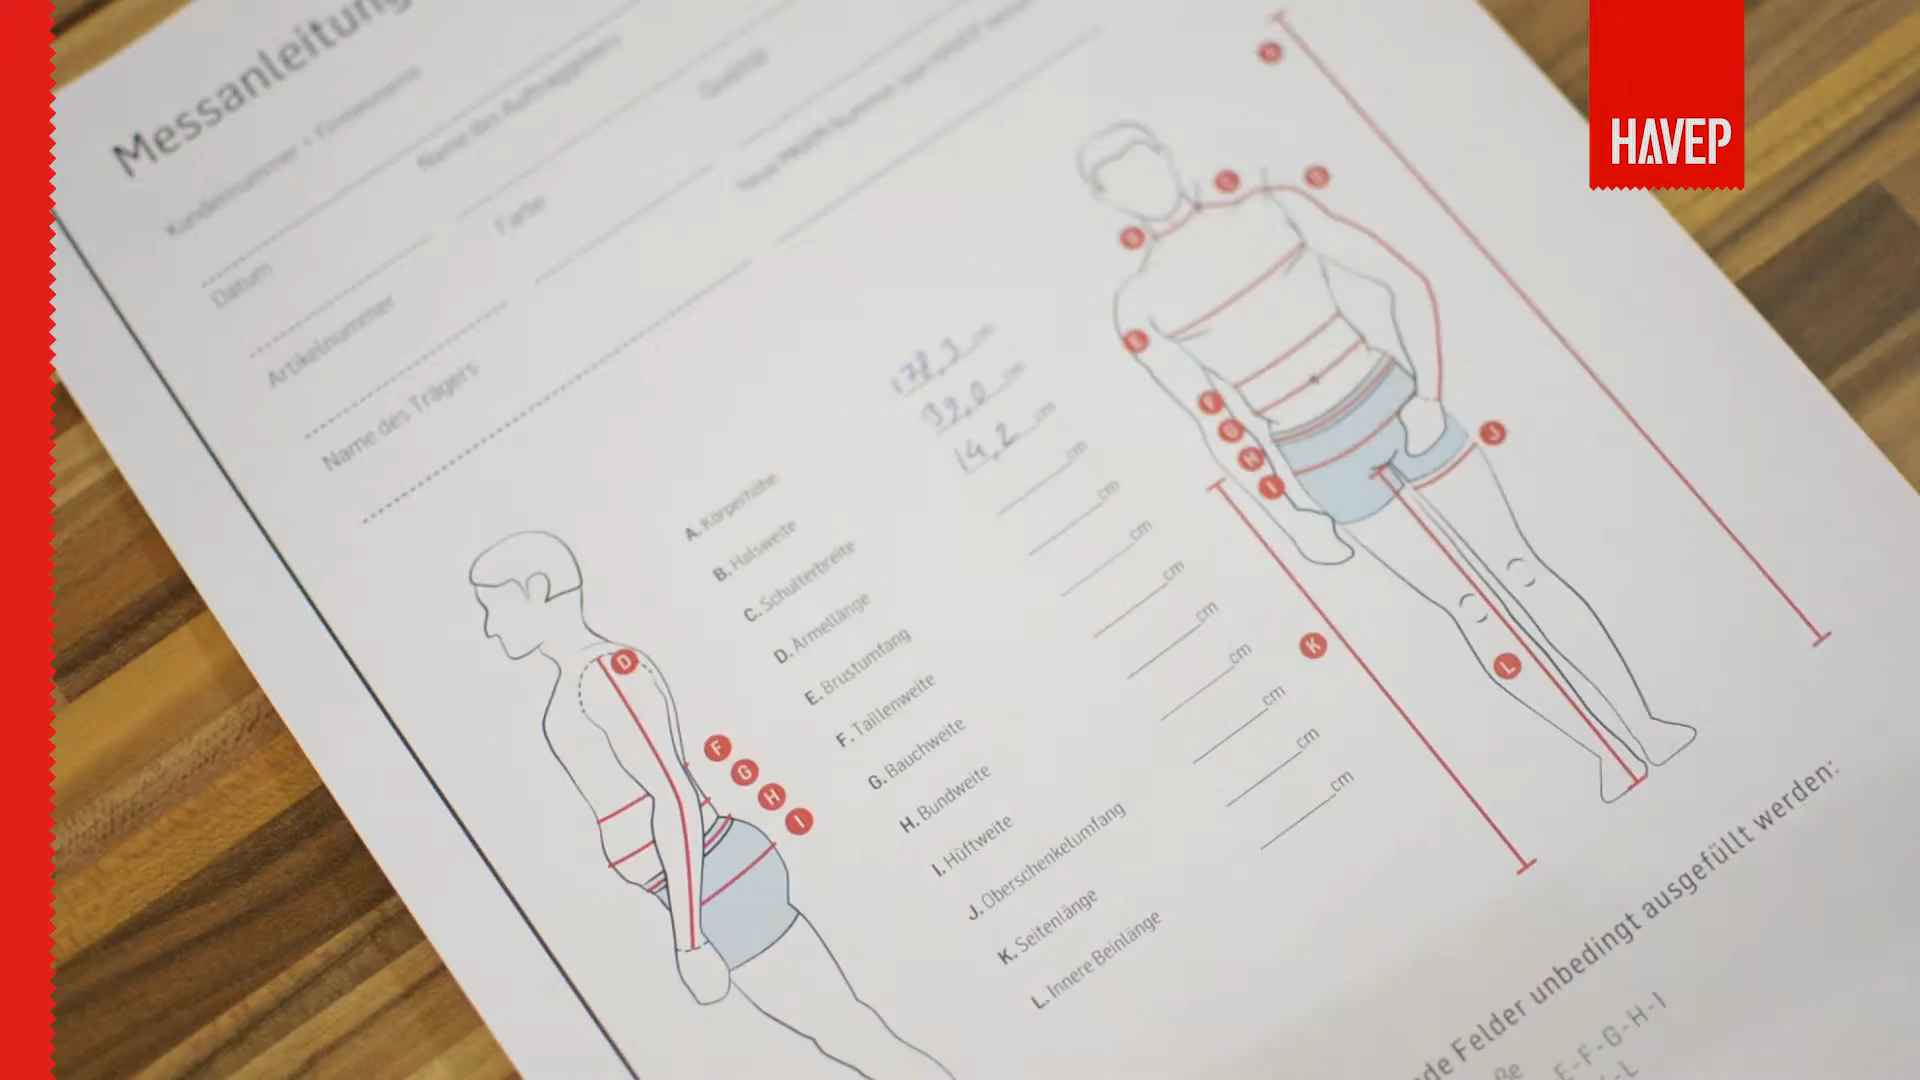 Messanleitung
HAVEP
Kundennummer + Firmenname
Name des Auftraggebers
Datum
Farbe
Artikelnummer
Name des Trägers
178,3 cm
39,0 cm
14,2 cm
A. Körperhöhe
B. Halsweite
C. Schulterbreite
D. Ärmellänge
E. Brustumfang
F. Taillenweite
G. Bauchweite
H. Bundweite
I. Hüftweite
J. Oberschenkelumfang
K. Seitenlänge
L. Innere Beinlänge
cm
cm
cm
cm
cm
cm
cm
cm
cm
D
F
G
H
I
E
F
G
H
I
J
K
L
Felder unbedingt ausgefüllt werden:
E-F-G-H-I